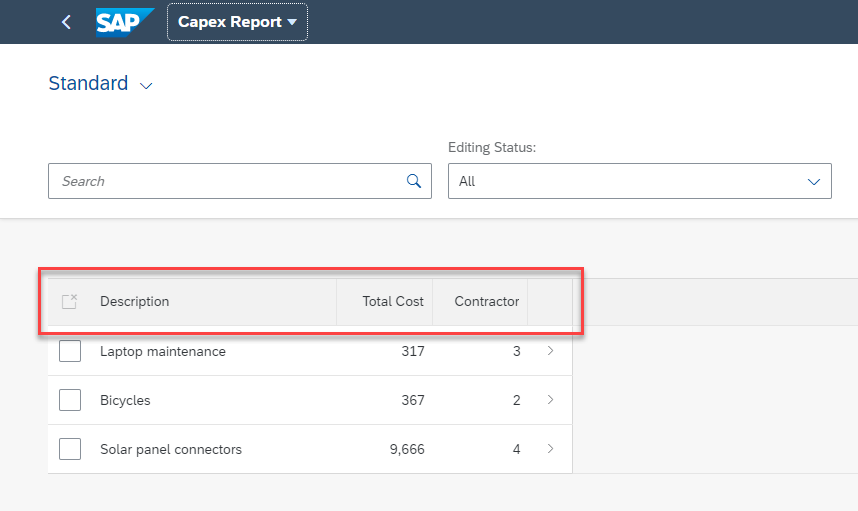 SAP Capex Report
Standard
Editing Status:
Search All
Description Total Cost Contractor
Laptop maintenance 317 3
Bicycles 367 2
Solar panel connectors 9,666 4